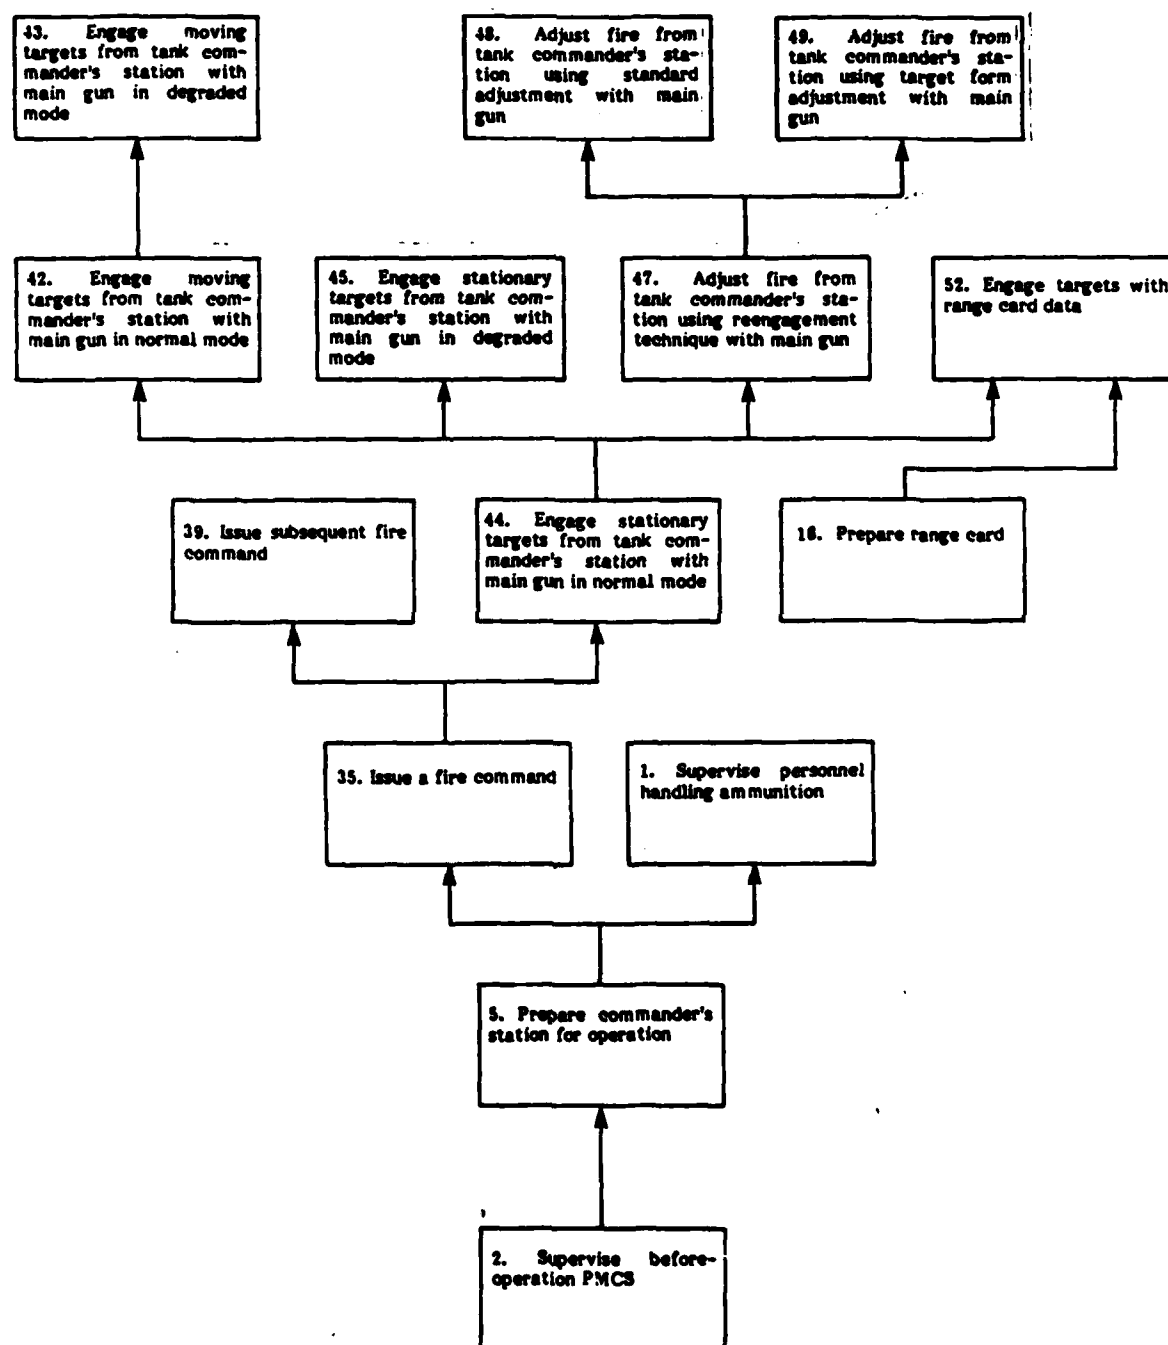 43. Engage moving
targets from tank com-
mander's station with
main gun in degraded
mode
48. Adjust fire from
tank commander's sta-
tion using standard
adjustment with main
gun
49. Adjust fire from
tank commander's sta-
tion using target form
adjustment with main
gun
42. Engage moving
targets from tank com-
mander's station with
main gun in normal mode
45. Engage stationary
targets from tank com-
mander's station with
main gun in degraded
mode
47. Adjust fire from
tank commander's sta-
tion using reengagement
technique with main gun
52. Engage targets with
range card data
39. Issue subsequent fire
command
44. Engage stationary
targets from tank com-
mander's station with
main gun in normal mode
16. Prepare range card
35. Issue a fire command
1. Supervise personnel
handling ammunition
5. Prepare commander's
station for operation
2. Supervise before-
operation PMCS